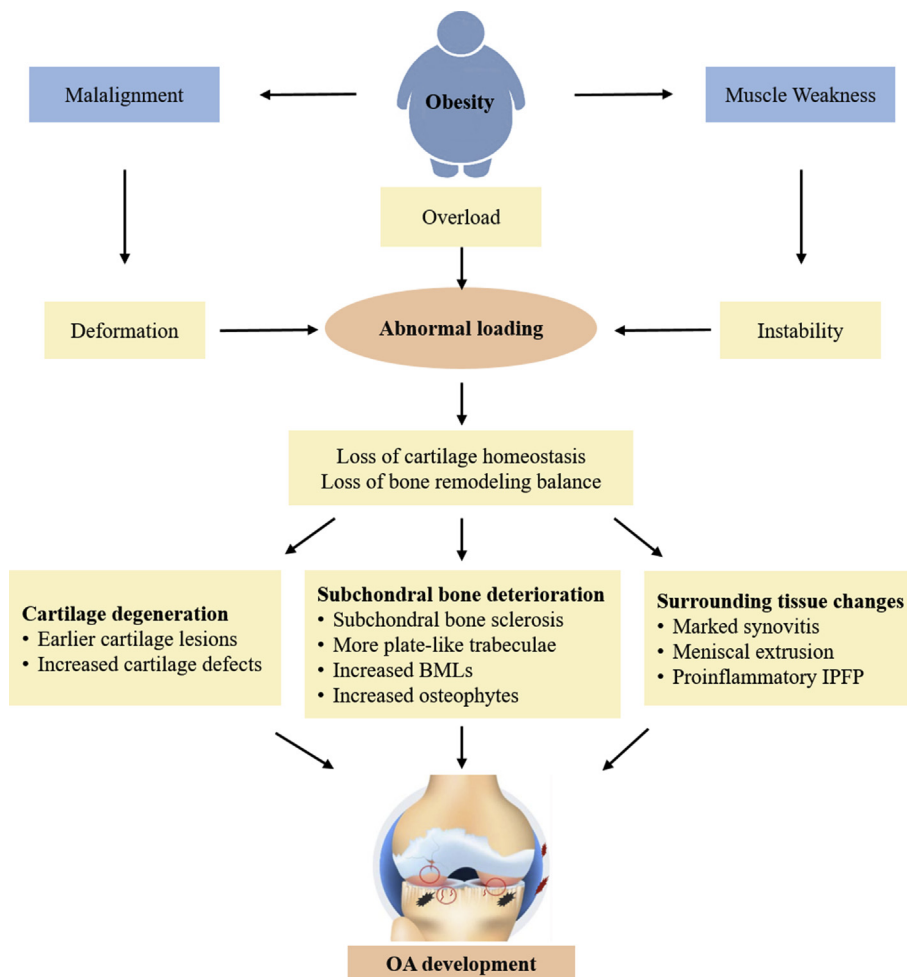 Malalignment
Obesity
Muscle Weakness
Overload
Deformation
Abnormal loading
Instability
Loss of cartilage homeostasis
Loss of bone remodeling balance
Cartilage degeneration
• Earlier cartilage lesions
• Increased cartilage defects
Subchondral bone deterioration
• Subchondral bone sclerosis
• More plate-like trabeculae
• Increased BMLs
• Increased osteophytes
Surrounding tissue changes
• Marked synovitis
• Meniscal extrusion
• Proinflammatory IPFP
OA development